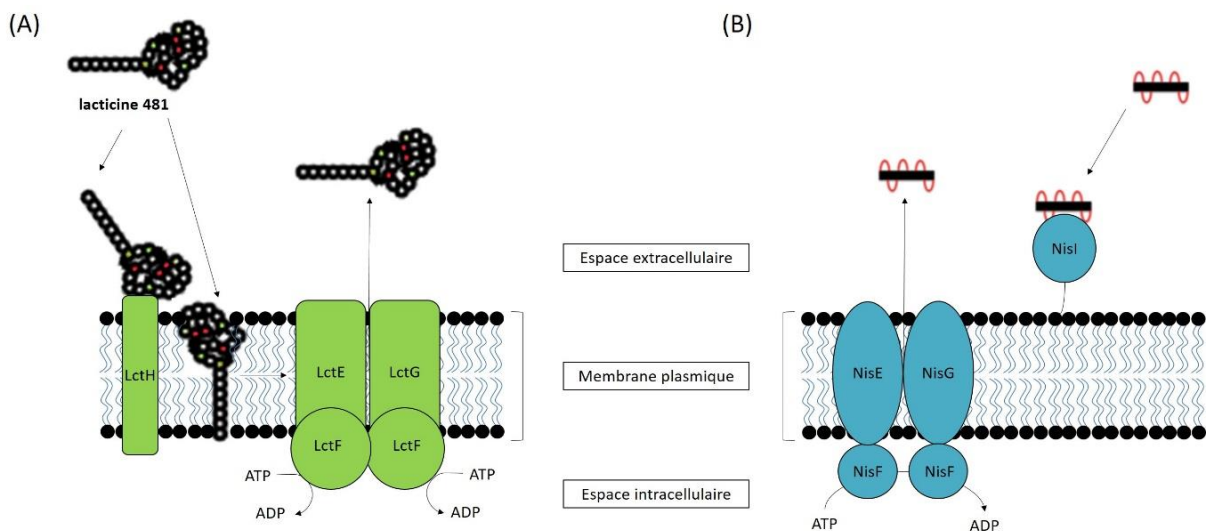 (A)
(B)
lacticine 481
NisI
Espace extracellulaire
LctH
LctE
LctG
Membrane plasmique
NisE
NisG
LctF
LctF
NisF
NisF
ATP
ATP
Espace intracellulaire
ADP
ADP
ATP
ADP